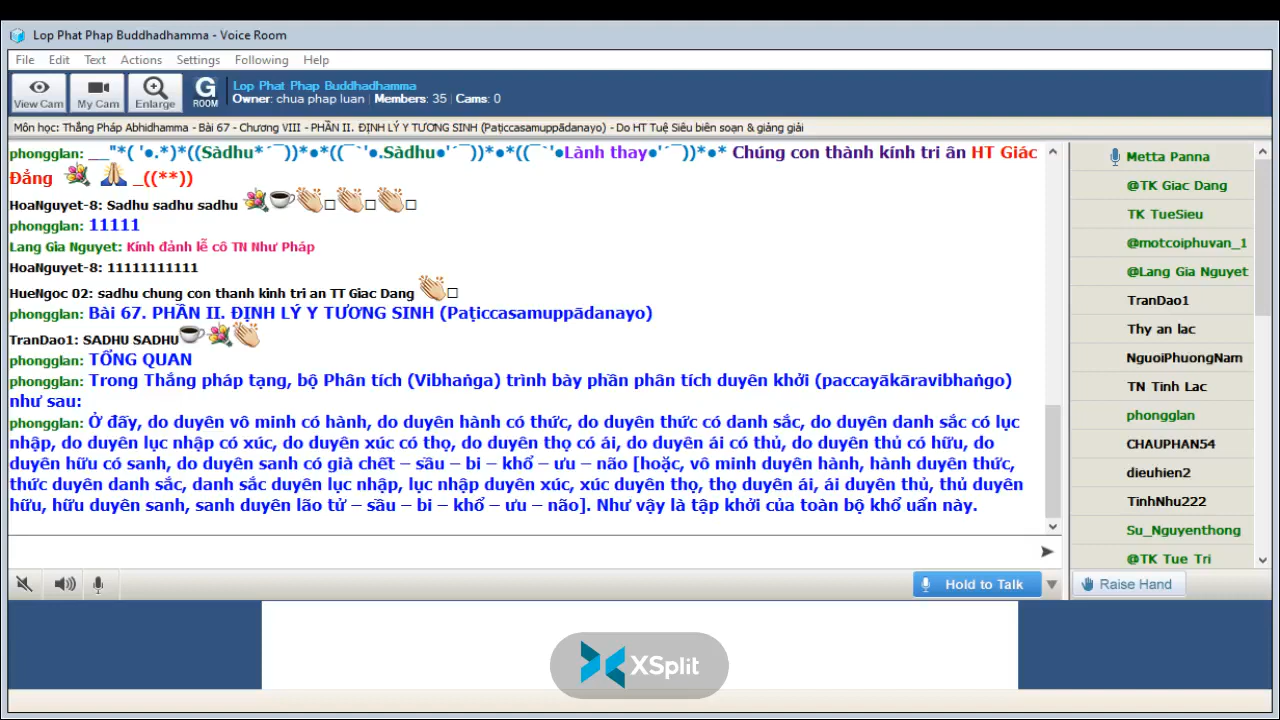 Lop Phat Phap Buddhadhamma - Voice Room
File Edit Text Actions Settings Following Help
View Cam My Cam Enlarge G ROOM
Lop Phat Phap Buddhadhamma
Owner: chua phap luan | Members: 35 | Cams: 0
Môn học: Thắng Pháp Abhidhamma - Bài 67 - Chương VIII - PHẦN II. ĐỊNH LÝ Y TƯƠNG SINH (Paṭiccasamuppādanayo) - Do HT Tuệ Siêu biên soạn & giảng giải
phongglan: __"*( '●.*)*((Sàdhu*´¯))*●*((¯`'●.Sàdhu●'´¯))*●*((¯`'●Lành thay●'´¯))*●* Chúng con thành kính tri ân HT Giác
Đẳng _((**))
HoaNguyet-8: Sadhu sadhu sadhu
phongglan: 11111
Lang Gia Nguyet: Kính đảnh lễ cô TN Như Pháp
HoaNguyet-8: 11111111111
HueNgoc 02: sadhu chung con thanh kinh tri an TT Giac Dang
phongglan: Bài 67. PHẦN II. ĐỊNH LÝ Y TƯƠNG SINH (Paṭiccasamuppādanayo)
TranDao1: SADHU SADHU
phongglan: TỔNG QUAN
phongglan: Trong Thắng pháp tạng, bộ Phân tích (Vibhaṅga) trình bày phần phân tích duyên khởi (paccayākāravibhaṅgo)
như sau:
phongglan: Ở đấy, do duyên vô minh có hành, do duyên hành có thức, do duyên thức có danh sắc, do duyên danh sắc có lục
nhập, do duyên lục nhập có xúc, do duyên xúc có thọ, do duyên thọ có ái, do duyên ái có thủ, do duyên thủ có hữu, do
duyên hữu có sanh, do duyên sanh có già chết – sầu – bi – khổ – ưu – não [hoặc, vô minh duyên hành, hành duyên thức,
thức duyên danh sắc, danh sắc duyên lục nhập, lục nhập duyên xúc, xúc duyên thọ, thọ duyên ái, ái duyên thủ, thủ duyên
hữu, hữu duyên sanh, sanh duyên lão tử – sầu – bi – khổ – ưu – não]. Như vậy là tập khởi của toàn bộ khổ uẩn này.
Metta Panna
@TK Giac Dang
TK TueSieu
@motcoiphuvan_1
@Lang Gia Nguyet
TranDao1
Thy an lac
NguoiPhuongNam
TN Tinh Lac
phongglan
CHAUPHAN54
dieuhien2
TinhNhu222
Su_Nguyenthong
@TK Tue Tri
Hold to Talk
Raise Hand
XSplit